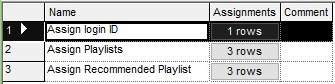 Name Assignments Comment
1 Assign login ID 1 rows
2 Assign Playlists 3 rows
3 Assign Recommended Playlist 3 rows